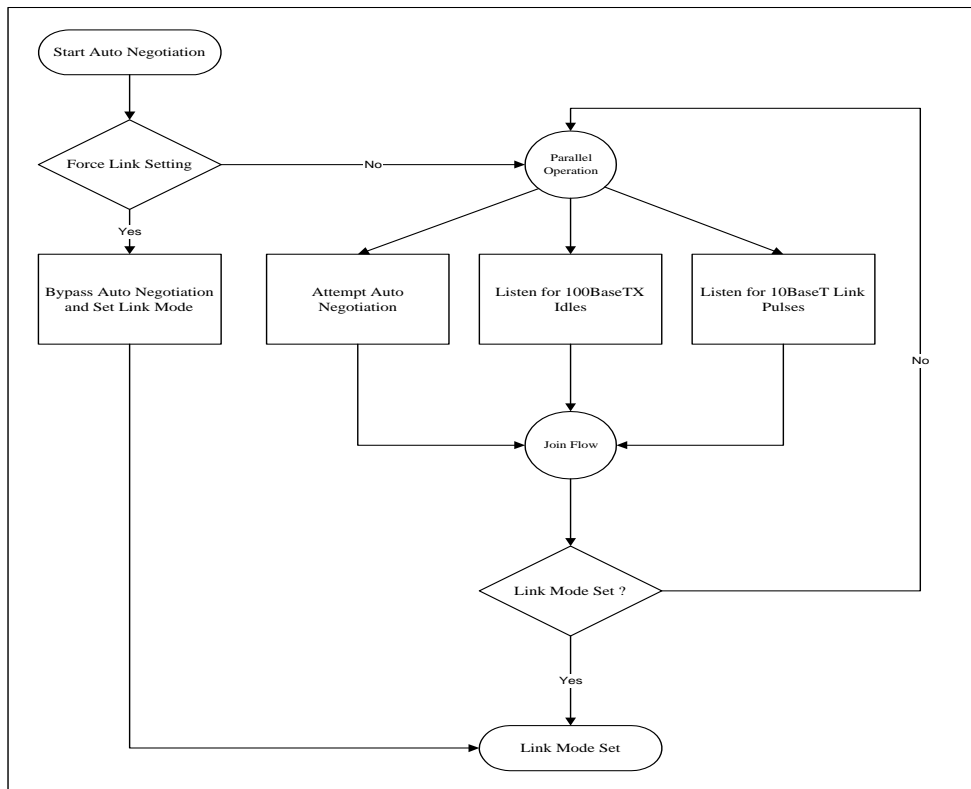 Start Auto Negotiation
Force Link Setting
No
Parallel
Operation
Yes
Bypass Auto Negotiation
and Set Link Mode
Attempt Auto
Negotiation
Listen for 100BaseTX
Idles
Listen for 10BaseT Link
Pulses
No
Join Flow
Link Mode Set ?
Yes
Link Mode Set